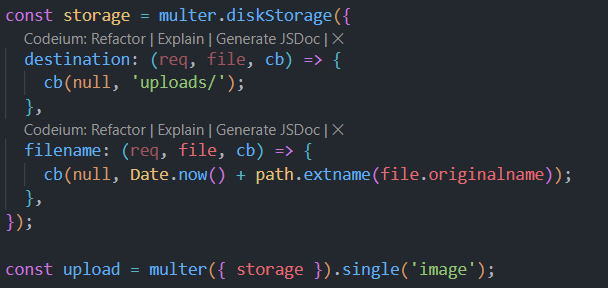 const storage = multer.diskStorage({
Codeium: Refactor | Explain | Generate JSDoc | ✕
destination: (req, file, cb) => {
cb(null, 'uploads/');
},
Codeium: Refactor | Explain | Generate JSDoc | ✕
filename: (req, file, cb) => {
cb(null, Date.now() + path.extname(file.originalname));
},
});
const upload = multer({ storage }).single('image');